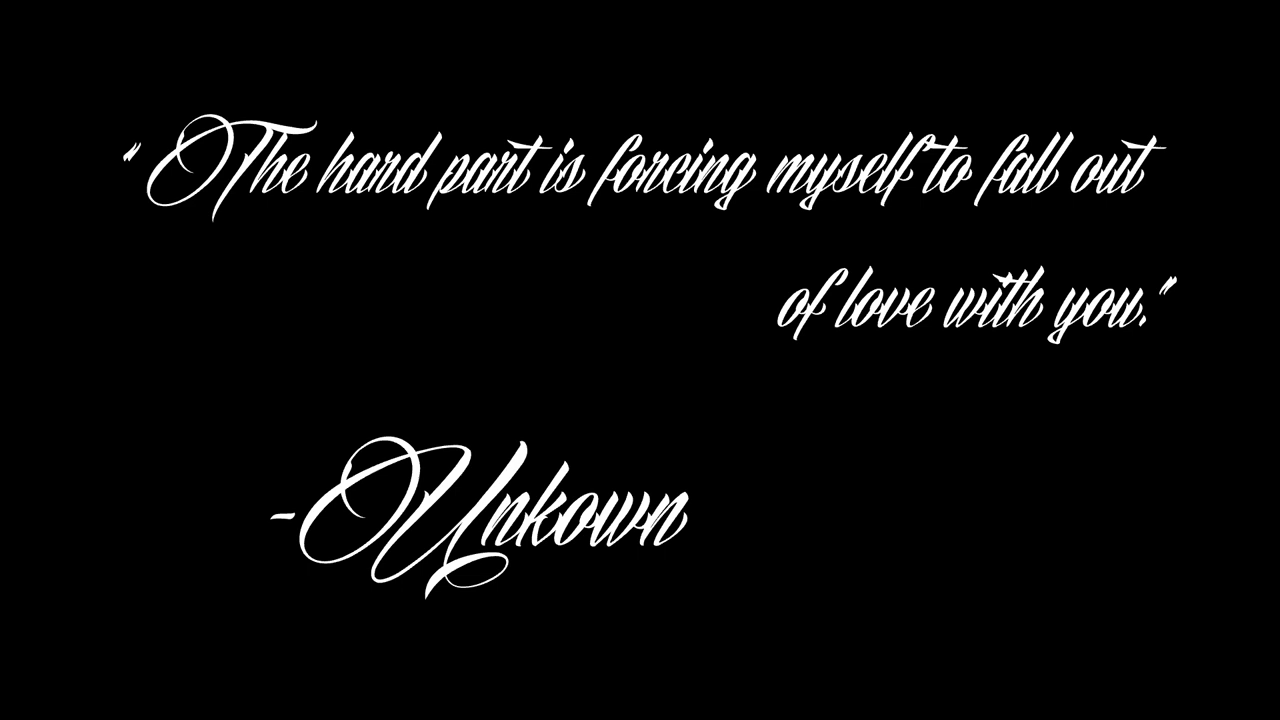 "The hard part is forcing myself to fall out
of love with you."
-Unkown